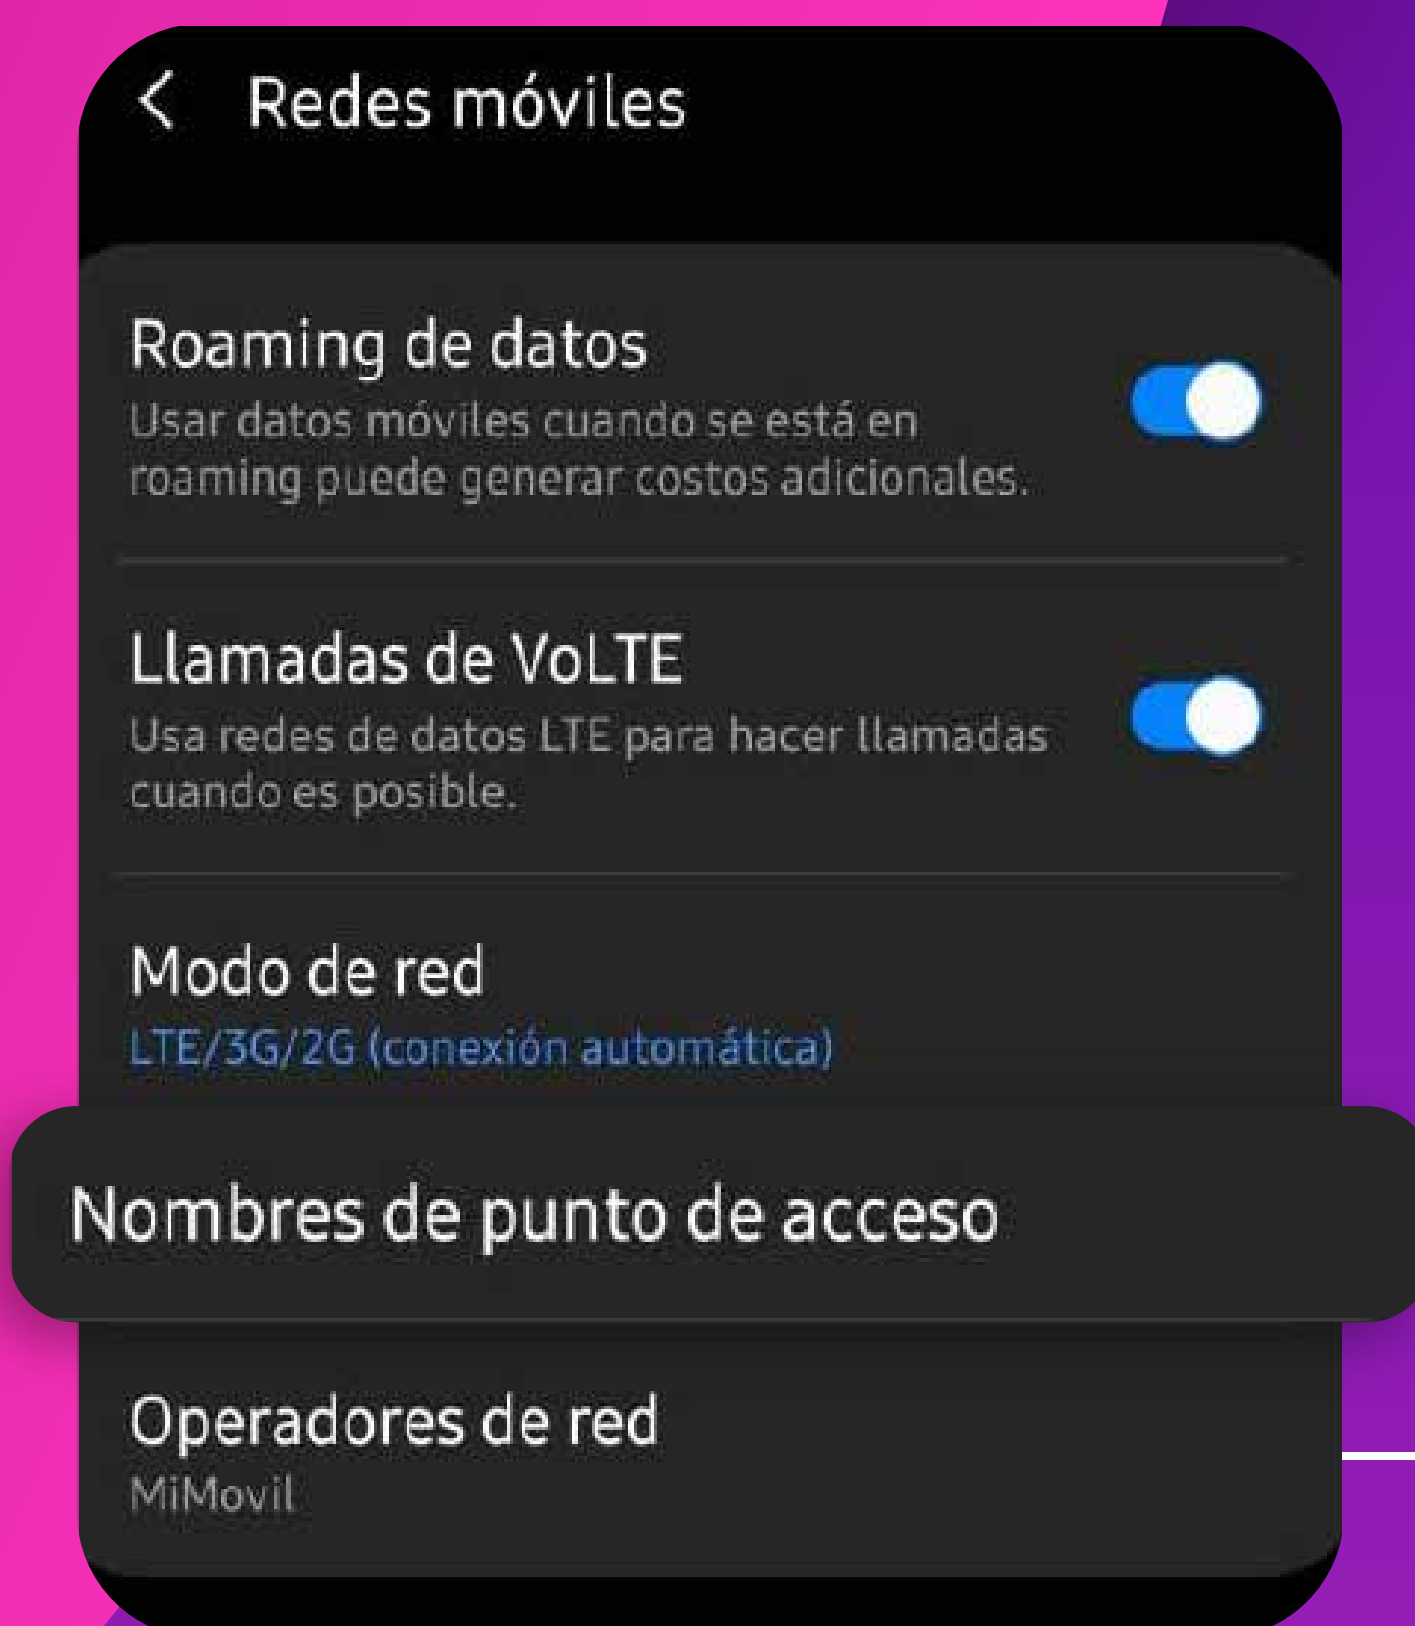 Redes móviles
Roaming de datos
Usar datos móviles cuando se está en
roaming puede generar costos adicionales.
Llamadas de VoLTE
Usa redes de datos LTE para hacer llamadas
cuando es posible.
Modo de red
LTE/3G/2G (conexión automática)
Nombres de punto de acceso
Operadores de red
MiMovil